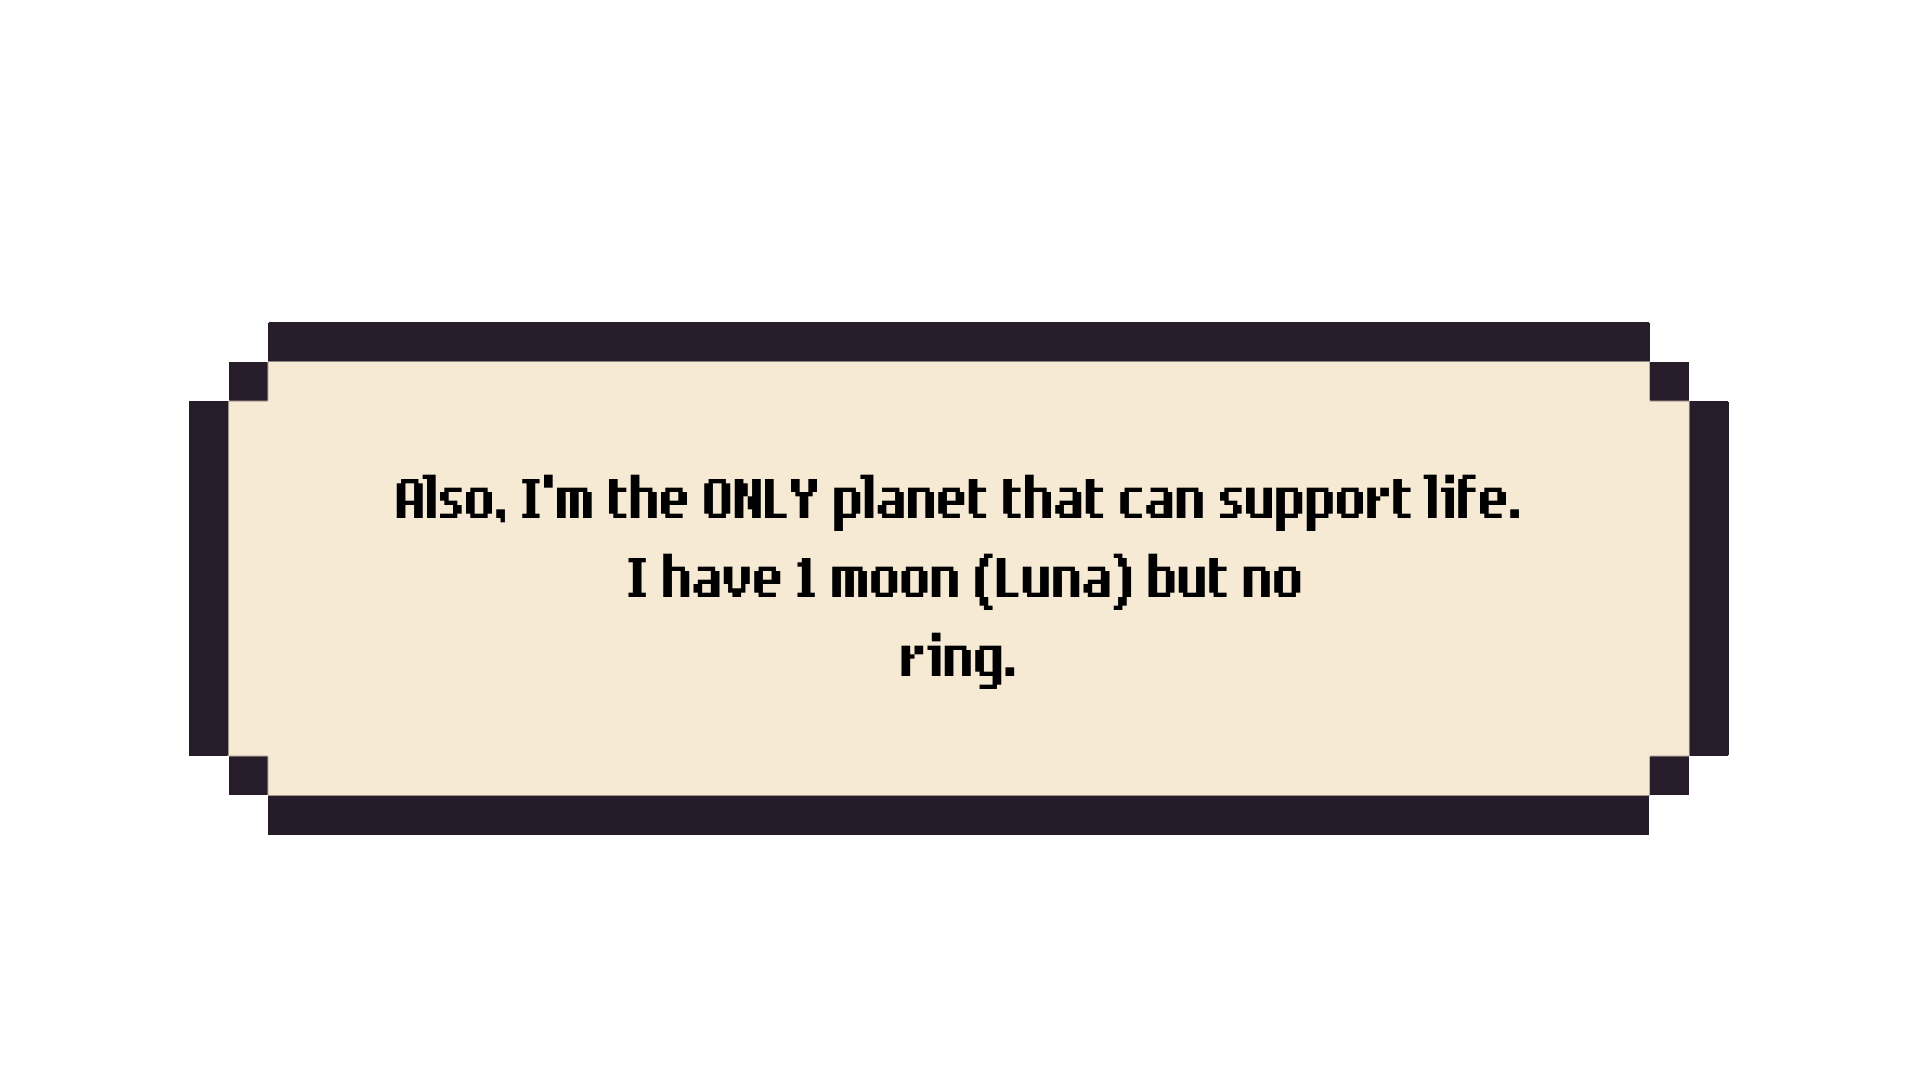 Also, I'm the ONLY planet that can support life.
I have 1 moon (Luna) but no
ring.